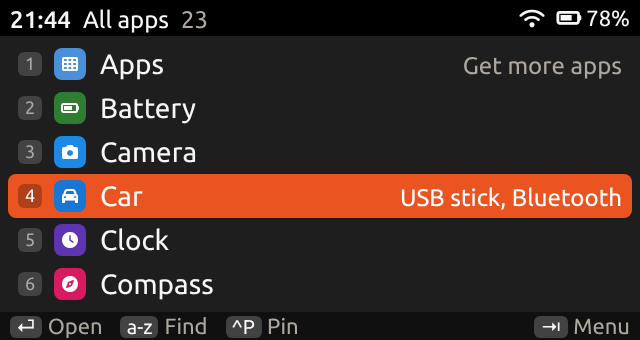 21:44 All apps 23 78%
1 Apps Get more apps
2 Battery
3 Camera
4 Car USB stick, Bluetooth
5 Clock
6 Compass
Open a-z Find ^P Pin Menu